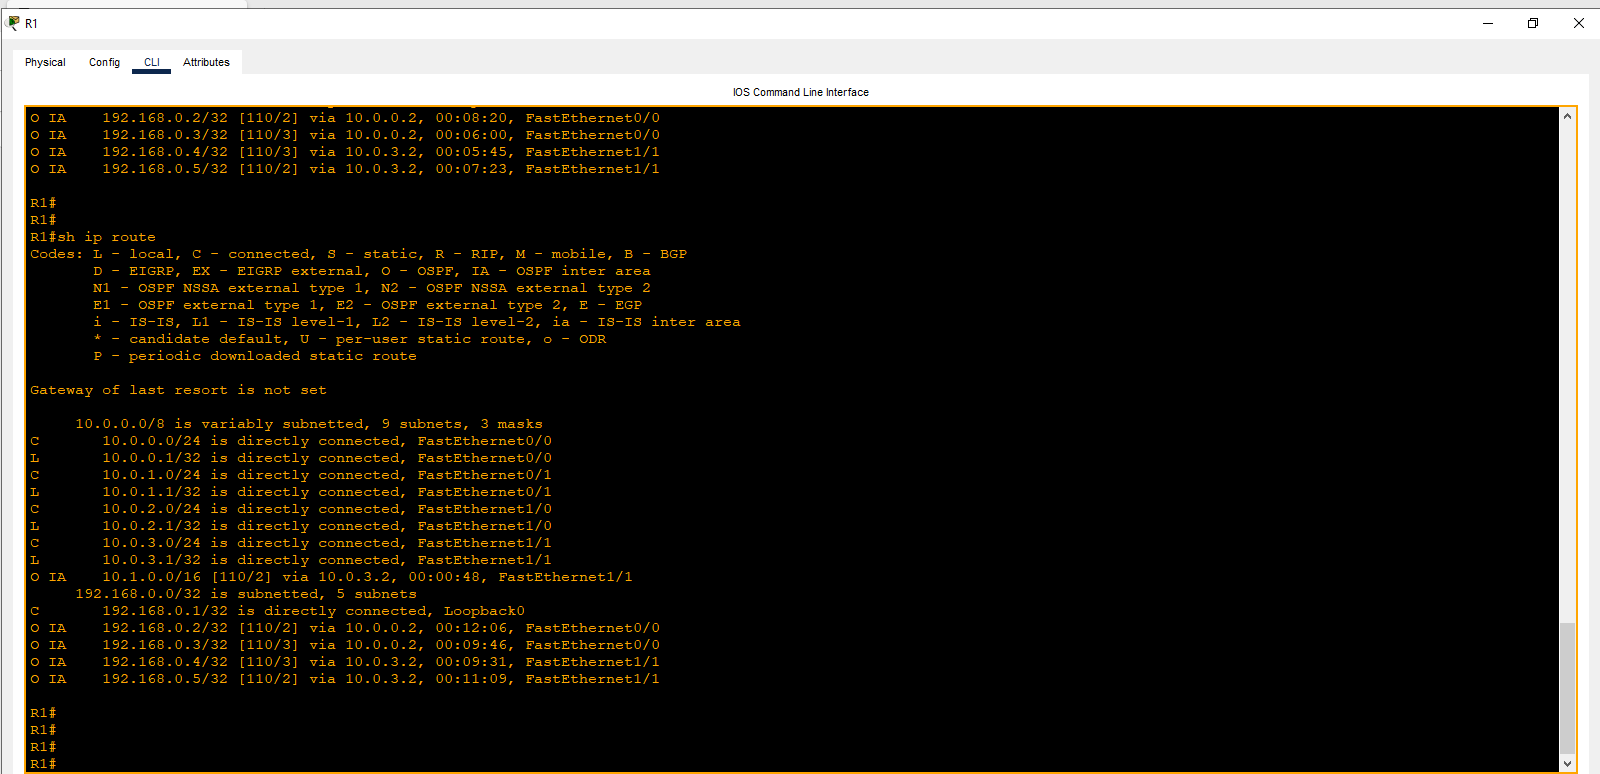 R1
Physical Config CLI Attributes
IOS Command Line Interface
O IA 192.168.0.2/32 [110/2] via 10.0.0.2, 00:08:20, FastEthernet0/0
O IA 192.168.0.3/32 [110/3] via 10.0.0.2, 00:06:00, FastEthernet0/0
O IA 192.168.0.4/32 [110/3] via 10.0.3.2, 00:05:45, FastEthernet1/1
O IA 192.168.0.5/32 [110/2] via 10.0.3.2, 00:07:23, FastEthernet1/1
R1#
R1#
R1#sh ip route
Codes: L - local, C - connected, S - static, R - RIP, M - mobile, B - BGP
D - EIGRP, EX - EIGRP external, O - OSPF, IA - OSPF inter area
N1 - OSPF NSSA external type 1, N2 - OSPF NSSA external type 2
E1 - OSPF external type 1, E2 - OSPF external type 2, E - EGP
i - IS-IS, L1 - IS-IS level-1, L2 - IS-IS level-2, ia - IS-IS inter area
* - candidate default, U - per-user static route, o - ODR
P - periodic downloaded static route
Gateway of last resort is not set
10.0.0.0/8 is variably subnetted, 9 subnets, 3 masks
C 10.0.0.0/24 is directly connected, FastEthernet0/0
L 10.0.0.1/32 is directly connected, FastEthernet0/0
C 10.0.1.0/24 is directly connected, FastEthernet0/1
L 10.0.1.1/32 is directly connected, FastEthernet0/1
C 10.0.2.0/24 is directly connected, FastEthernet1/0
L 10.0.2.1/32 is directly connected, FastEthernet1/0
C 10.0.3.0/24 is directly connected, FastEthernet1/1
L 10.0.3.1/32 is directly connected, FastEthernet1/1
O IA 10.1.0.0/16 [110/2] via 10.0.3.2, 00:00:48, FastEthernet1/1
192.168.0.0/32 is subnetted, 5 subnets
C 192.168.0.1/32 is directly connected, Loopback0
O IA 192.168.0.2/32 [110/2] via 10.0.0.2, 00:12:06, FastEthernet0/0
O IA 192.168.0.3/32 [110/3] via 10.0.0.2, 00:09:46, FastEthernet0/0
O IA 192.168.0.4/32 [110/3] via 10.0.3.2, 00:09:31, FastEthernet1/1
O IA 192.168.0.5/32 [110/2] via 10.0.3.2, 00:11:09, FastEthernet1/1
R1#
R1#
R1#
R1#